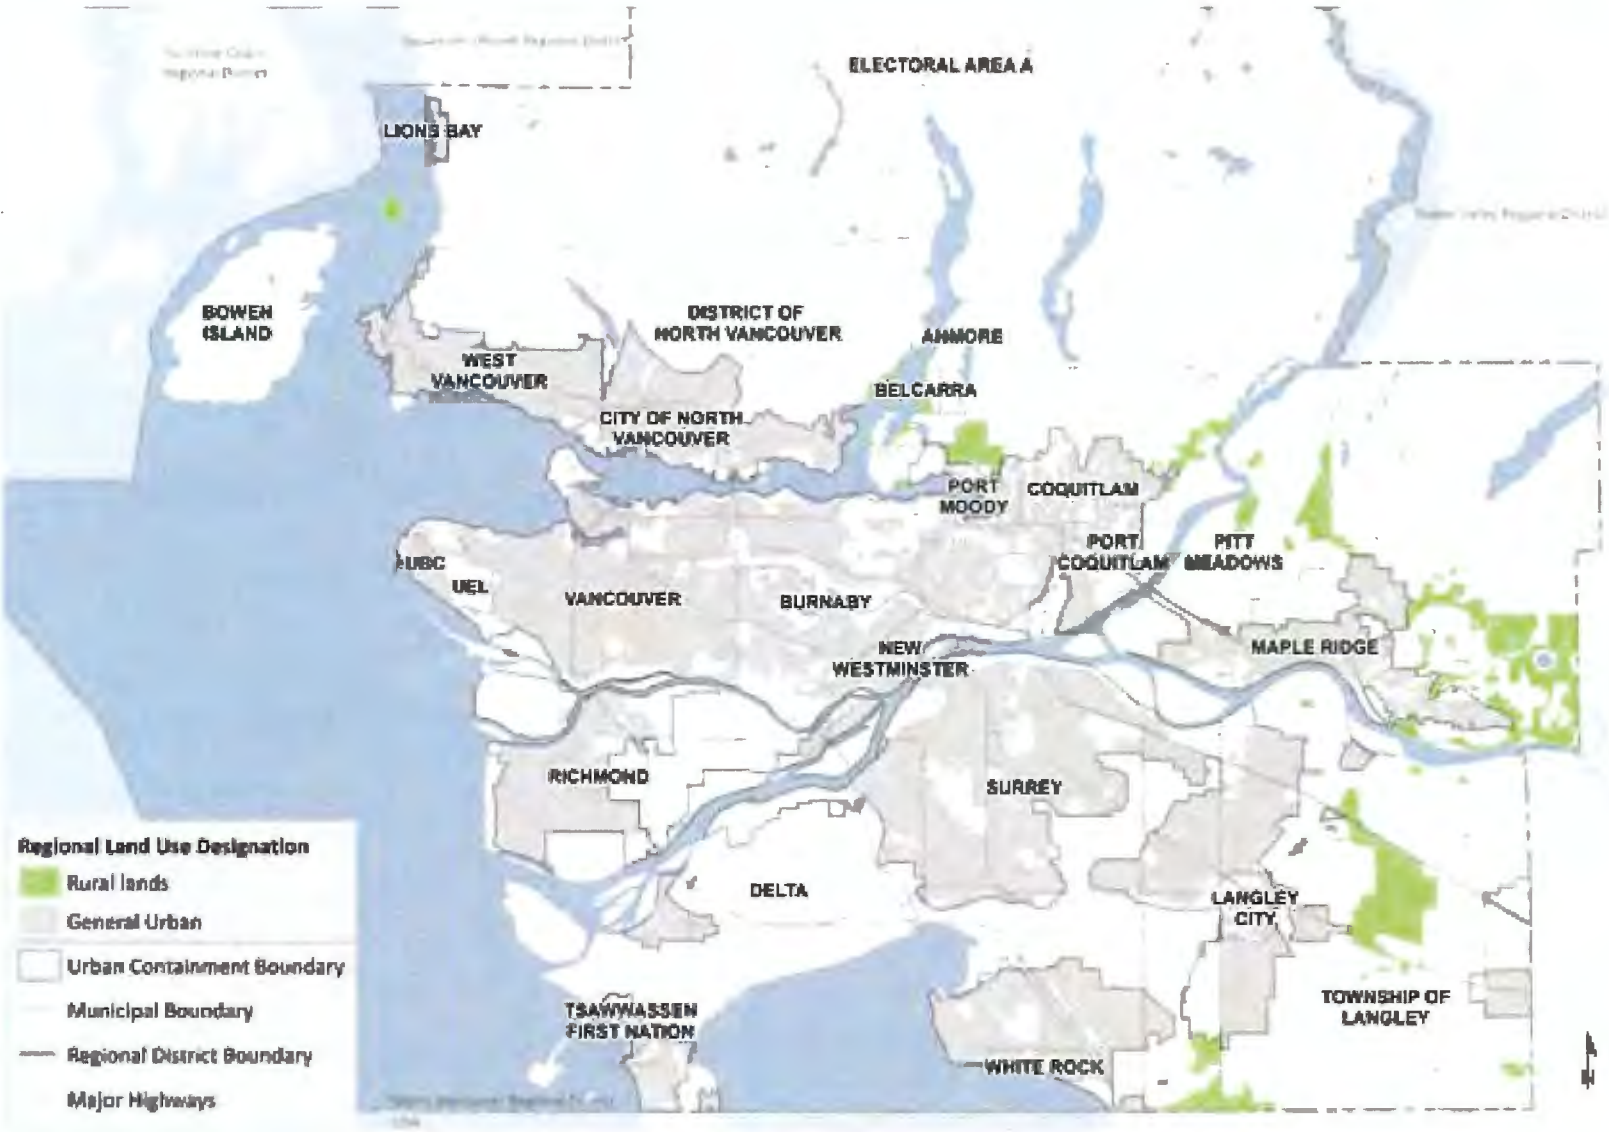 Regional District
ELECTORAL AREA A
LIONS BAY
BOWEN
ISLAND
DISTRICT OF
NORTH VANCOUVER
ANMORE
WEST
VANCOUVER
BELCARRA
CITY OF NORTH
VANCOUVER
PORT
MOODY
COQUITLAM
UBC
UEL
PORT
COQUITLAM
PITT
MEADOWS
VANCOUVER
BURNABY
NEW
WESTMINSTER
MAPLE RIDGE
RICHMOND
SURREY
DELTA
LANGLEY
CITY
TSAWWASSEN
FIRST NATION
TOWNSHIP OF
LANGLEY
WHITE ROCK
Regional Land Use Designation
Rural lands
General Urban
Urban Containment Boundary
Municipal Boundary
Regional District Boundary
Major Highways